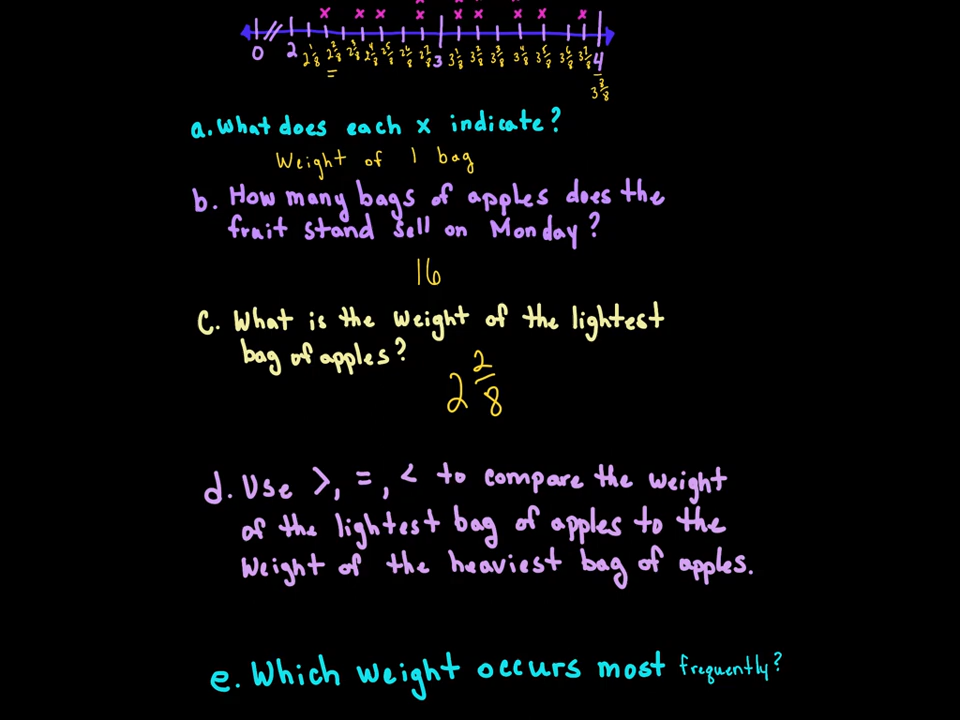 x x x x x x x x x
0 2 2 1/8 2 2/8 2 3/8 2 4/8 2 5/8 2 6/8 2 7/8 3 3 1/8 3 2/8 3 3/8 3 4/8 3 5/8 3 6/8 3 7/8 4
3 8/8
a. What does each x indicate?
Weight of 1 bag
b. How many bags of apples does the
fruit stand sell on Monday?
16
C. What is the weight of the lightest
bag of apples?
2 2/8
d. Use >, =, < to compare the weight
of the lightest bag of apples to the
weight of the heaviest bag of apples.
e. Which weight occurs most frequently?